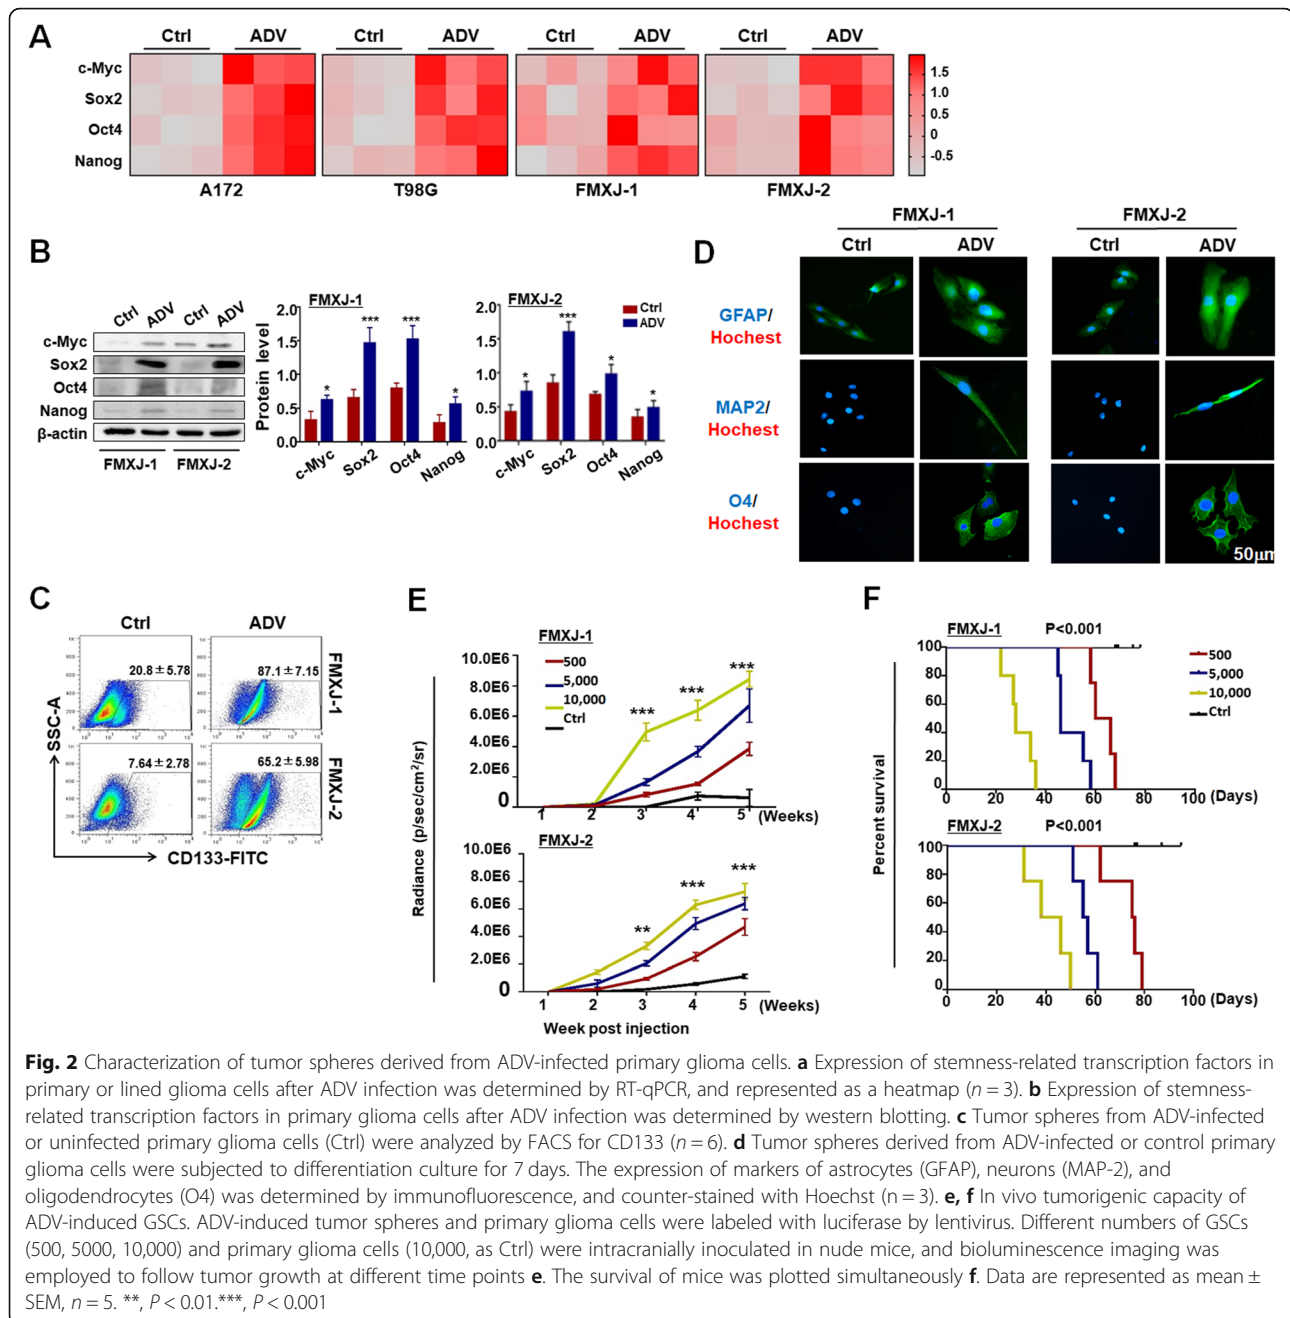 A
Ctrl ADV Ctrl ADV Ctrl ADV Ctrl ADV
c-Myc
Sox2
Oct4
Nanog
1.5
1
0.5
0
-0.5
A172 T98G FMXJ-1 FMXJ-2
B
Ctrl ADV Ctrl ADV
c-Myc
Sox2
Oct4
Nanog
β-actin
FMXJ-1 FMXJ-2
Protein level
FMXJ-1
2.0
1.5
1.0
0.5
0.0
* *** *** *
c-Myc Sox2 Oct4 Nanog
FMXJ-2
2.0
1.5
1.0
0.5
0.0
* *** * *
c-Myc Sox2 Oct4 Nanog
Ctrl
ADV
D
FMXJ-1 FMXJ-2
Ctrl ADV Ctrl ADV
GFAP/
Hochest
MAP2/
Hochest
O4/
Hochest
50μm
C
Ctrl ADV
20.8±5.78 87.1±7.15
FMXJ-1
7.64±2.78 65.2±5.98
FMXJ-2
SSC-A
CD133-FITC
E
Radiance (p/sec/cm²/sr)
FMXJ-1
10.0E6
8.0E6
6.0E6
4.0E6
2.0E6
0
500
5,000
10,000
Ctrl
*** *** ***
1 2 3 4 5 (Weeks)
FMXJ-2
10.0E6
8.0E6
6.0E6
4.0E6
2.0E6
0
** *** ***
1 2 3 4 5 (Weeks)
Week post injection
F
Percent survival
FMXJ-1 P<0.001
100
80
60
40
20
0
0 20 40 60 80 100 (Days)
500
5,000
10,000
Ctrl
FMXJ-2 P<0.001
100
80
60
40
20
0
0 20 40 60 80 100 (Days)
Fig. 2 Characterization of tumor spheres derived from ADV-infected primary glioma cells. a Expression of stemness-related transcription factors in
primary or lined glioma cells after ADV infection was determined by RT-qPCR, and represented as a heatmap (n = 3). b Expression of stemness-
related transcription factors in primary glioma cells after ADV infection was determined by western blotting. c Tumor spheres from ADV-infected
or uninfected primary glioma cells (Ctrl) were analyzed by FACS for CD133 (n = 6). d Tumor spheres derived from ADV-infected or control primary
glioma cells were subjected to differentiation culture for 7 days. The expression of markers of astrocytes (GFAP), neurons (MAP-2), and
oligodendrocytes (O4) was determined by immunofluorescence, and counter-stained with Hoechst (n = 3). e, f In vivo tumorigenic capacity of
ADV-induced GSCs. ADV-induced tumor spheres and primary glioma cells were labeled with luciferase by lentivirus. Different numbers of GSCs
(500, 5000, 10,000) and primary glioma cells (10,000, as Ctrl) were intracranially inoculated in nude mice, and bioluminescence imaging was
employed to follow tumor growth at different time points e. The survival of mice was plotted simultaneously f. Data are represented as mean ±
SEM, n = 5. **, P < 0.01.***, P < 0.001